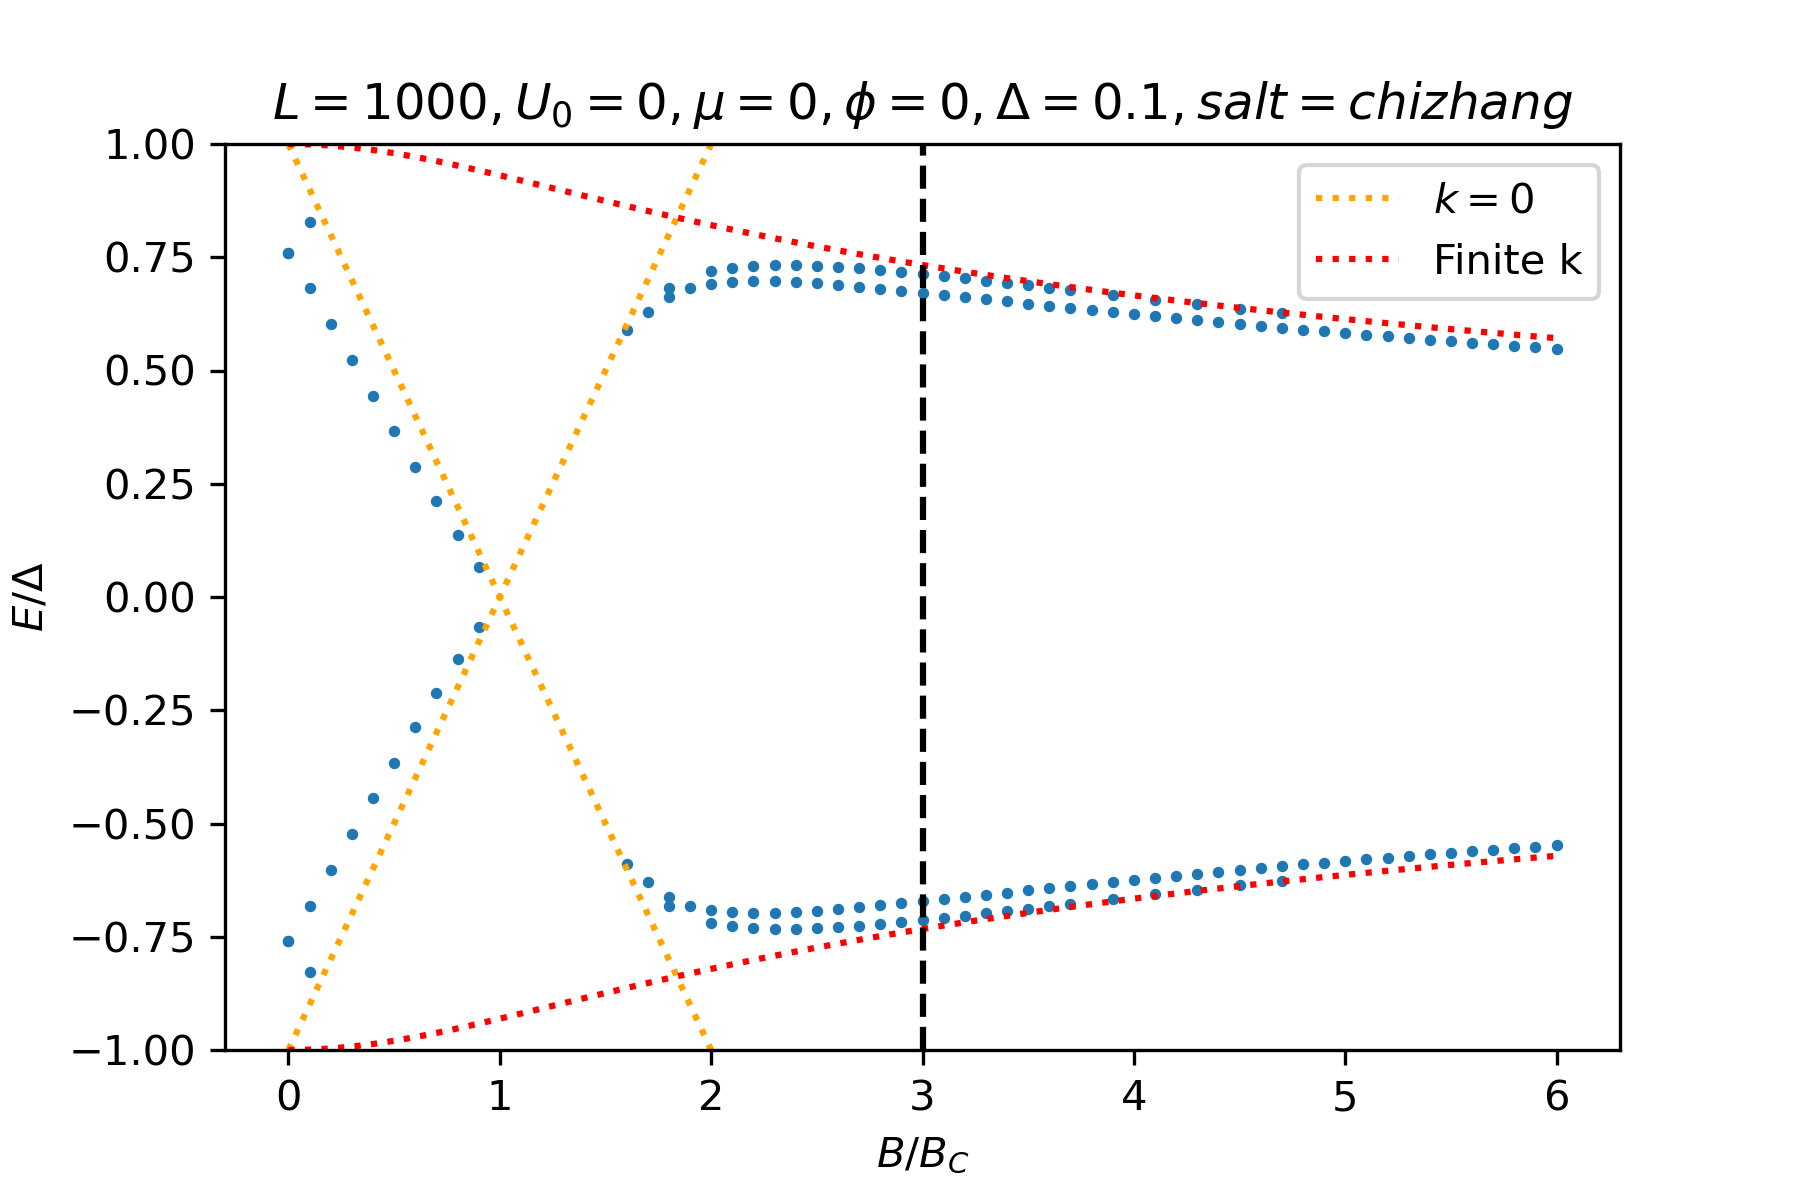 L = 1000, U₀ = 0, μ = 0, ϕ = 0, Δ = 0.1, salt = chizhang
1.00
0.75
0.50
0.25
0.00
−0.25
−0.50
−0.75
−1.00
E/Δ
k = 0
Finite k
0 1 2 3 4 5 6
B/B_C